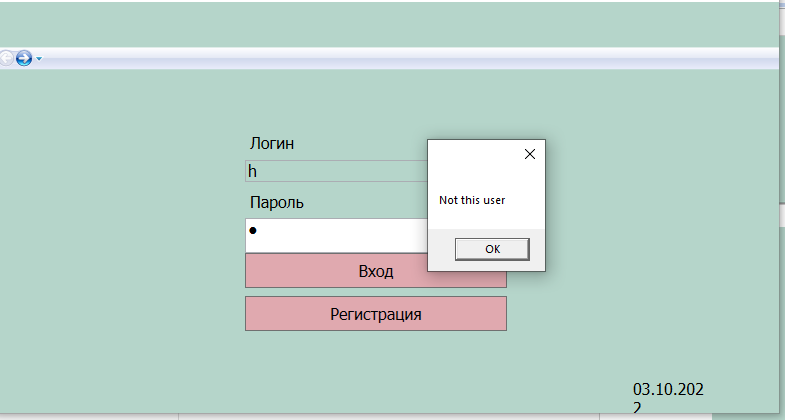 Логин
h
Пароль
Not this user
OK
Вход
Регистрация
03.10.202
2